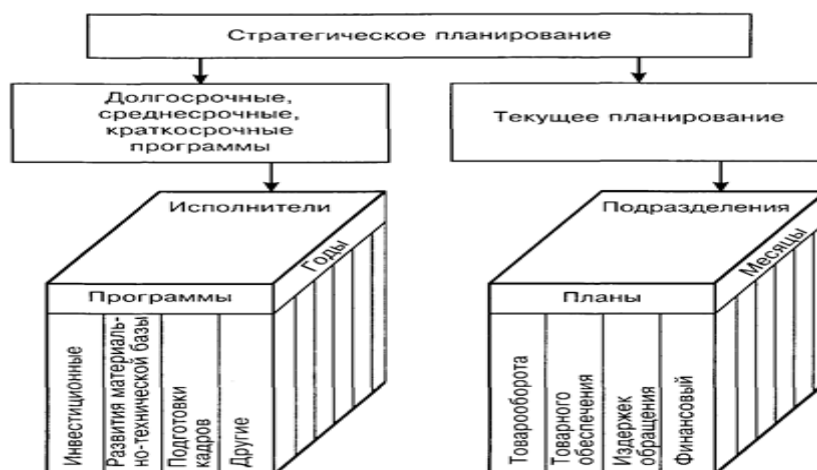 Стратегическое планирование
Долгосрочные,
среднесрочные,
краткосрочные
программы
Текущее планирование
Исполнители
Годы
Программы
Инвестиционные
Развития материаль-
но-технической базы
Подготовки
кадров
Другие
Подразделения
Месяцы
Планы
Товарооборота
Товарного
обеспечения
Издержек
обращения
Финансовый